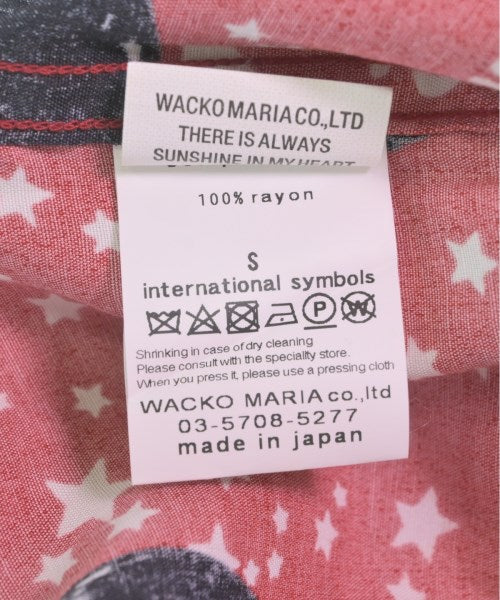 WACKO MARIA CO.,LTD
THERE IS ALWAYS
SUNSHINE IN MY HEART
100% rayon
S
international symbols
P W
Shrinking in case of dry cleaning
Please consult with the speciality store.
When you press it, please use a pressing cloth
WACKO MARIA co.,ltd
03-5708-5277
made in japan